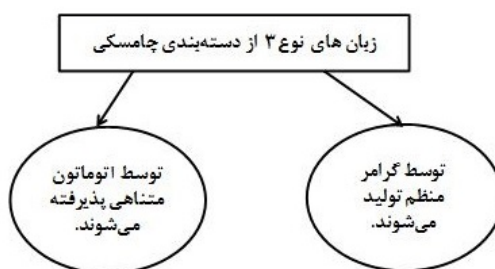 زبان های نوع ۳ از دسته‌بندی چامسکی
توسط گرامر
منظم تولید
می‌شوند.
توسط اتوماتون
متناهی پذیرفته
می‌شوند.